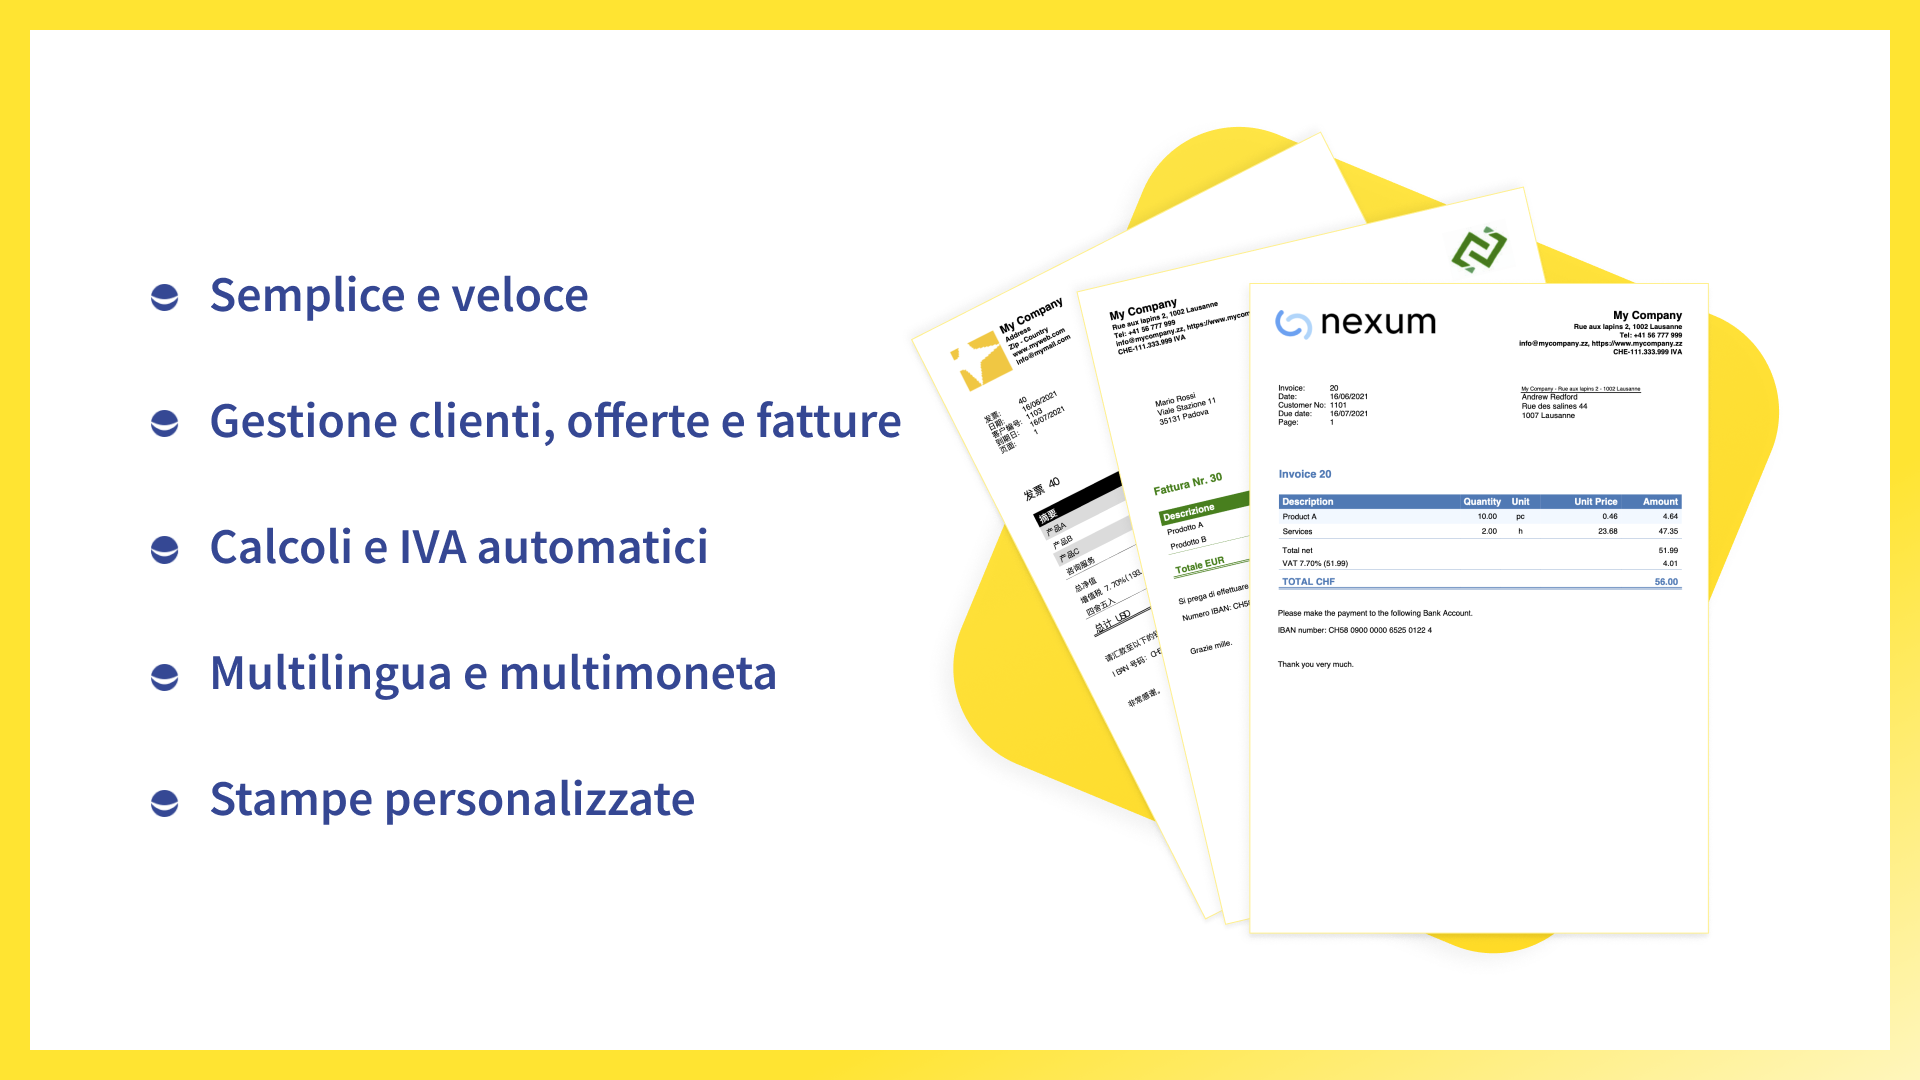 Semplice e veloce
Gestione clienti, offerte e fatture
Calcoli e IVA automatici
Multilingua e multimoneta
Stampe personalizzate
My Company
Address
Zip - Country
www.myweb.com
info@mymail.com
发票: 40
日期: 16/06/2021
客户编号: 1103
到期日: 16/07/2021
页面: 1
发票 40
摘要
产品A
产品B
产品C
咨询服务
总净值
增值税 7.70%(193.
四舍五入
总计 USD
请汇款至以下的
IBAN 号码:
非常感谢。
My Company
Rue aux lapins 2, 1002 Lausanne
Tel: +41 56 777 999
info@mycompany.zz, https://www.mycom
CHE-111.333.999 IVA
Mario Rossi
Viale Stazione 11
35131 Padova
Fattura Nr. 30
Descrizione
Prodotto A
Prodotto B
Totale EUR
Si prega di effettuare
Numero IBAN: CH58
Grazie mille.
nexum
My Company
Rue aux lapins 2, 1002 Lausanne
Tel: +41 56 777 999
info@mycompany.zz, https://www.mycompany.zz
CHE-111.333.999 IVA
Invoice: 20
Date: 16/06/2021
Customer No: 1101
Due date: 16/07/2021
Page: 1
My Company - Rue aux lapins 2 - 1002 Lausanne
Andrew Redford
Rue des salines 44
1007 Lausanne
Invoice 20
Description Quantity Unit Unit Price Amount
Product A 10.00 pc 0.46 4.64
Services 2.00 h 23.68 47.35
Total net 51.99
VAT 7.70% (51.99) 4.01
TOTAL CHF 56.00
Please make the payment to the following Bank Account.
IBAN number: CH58 0900 0000 6525 0122 4
Thank you very much.